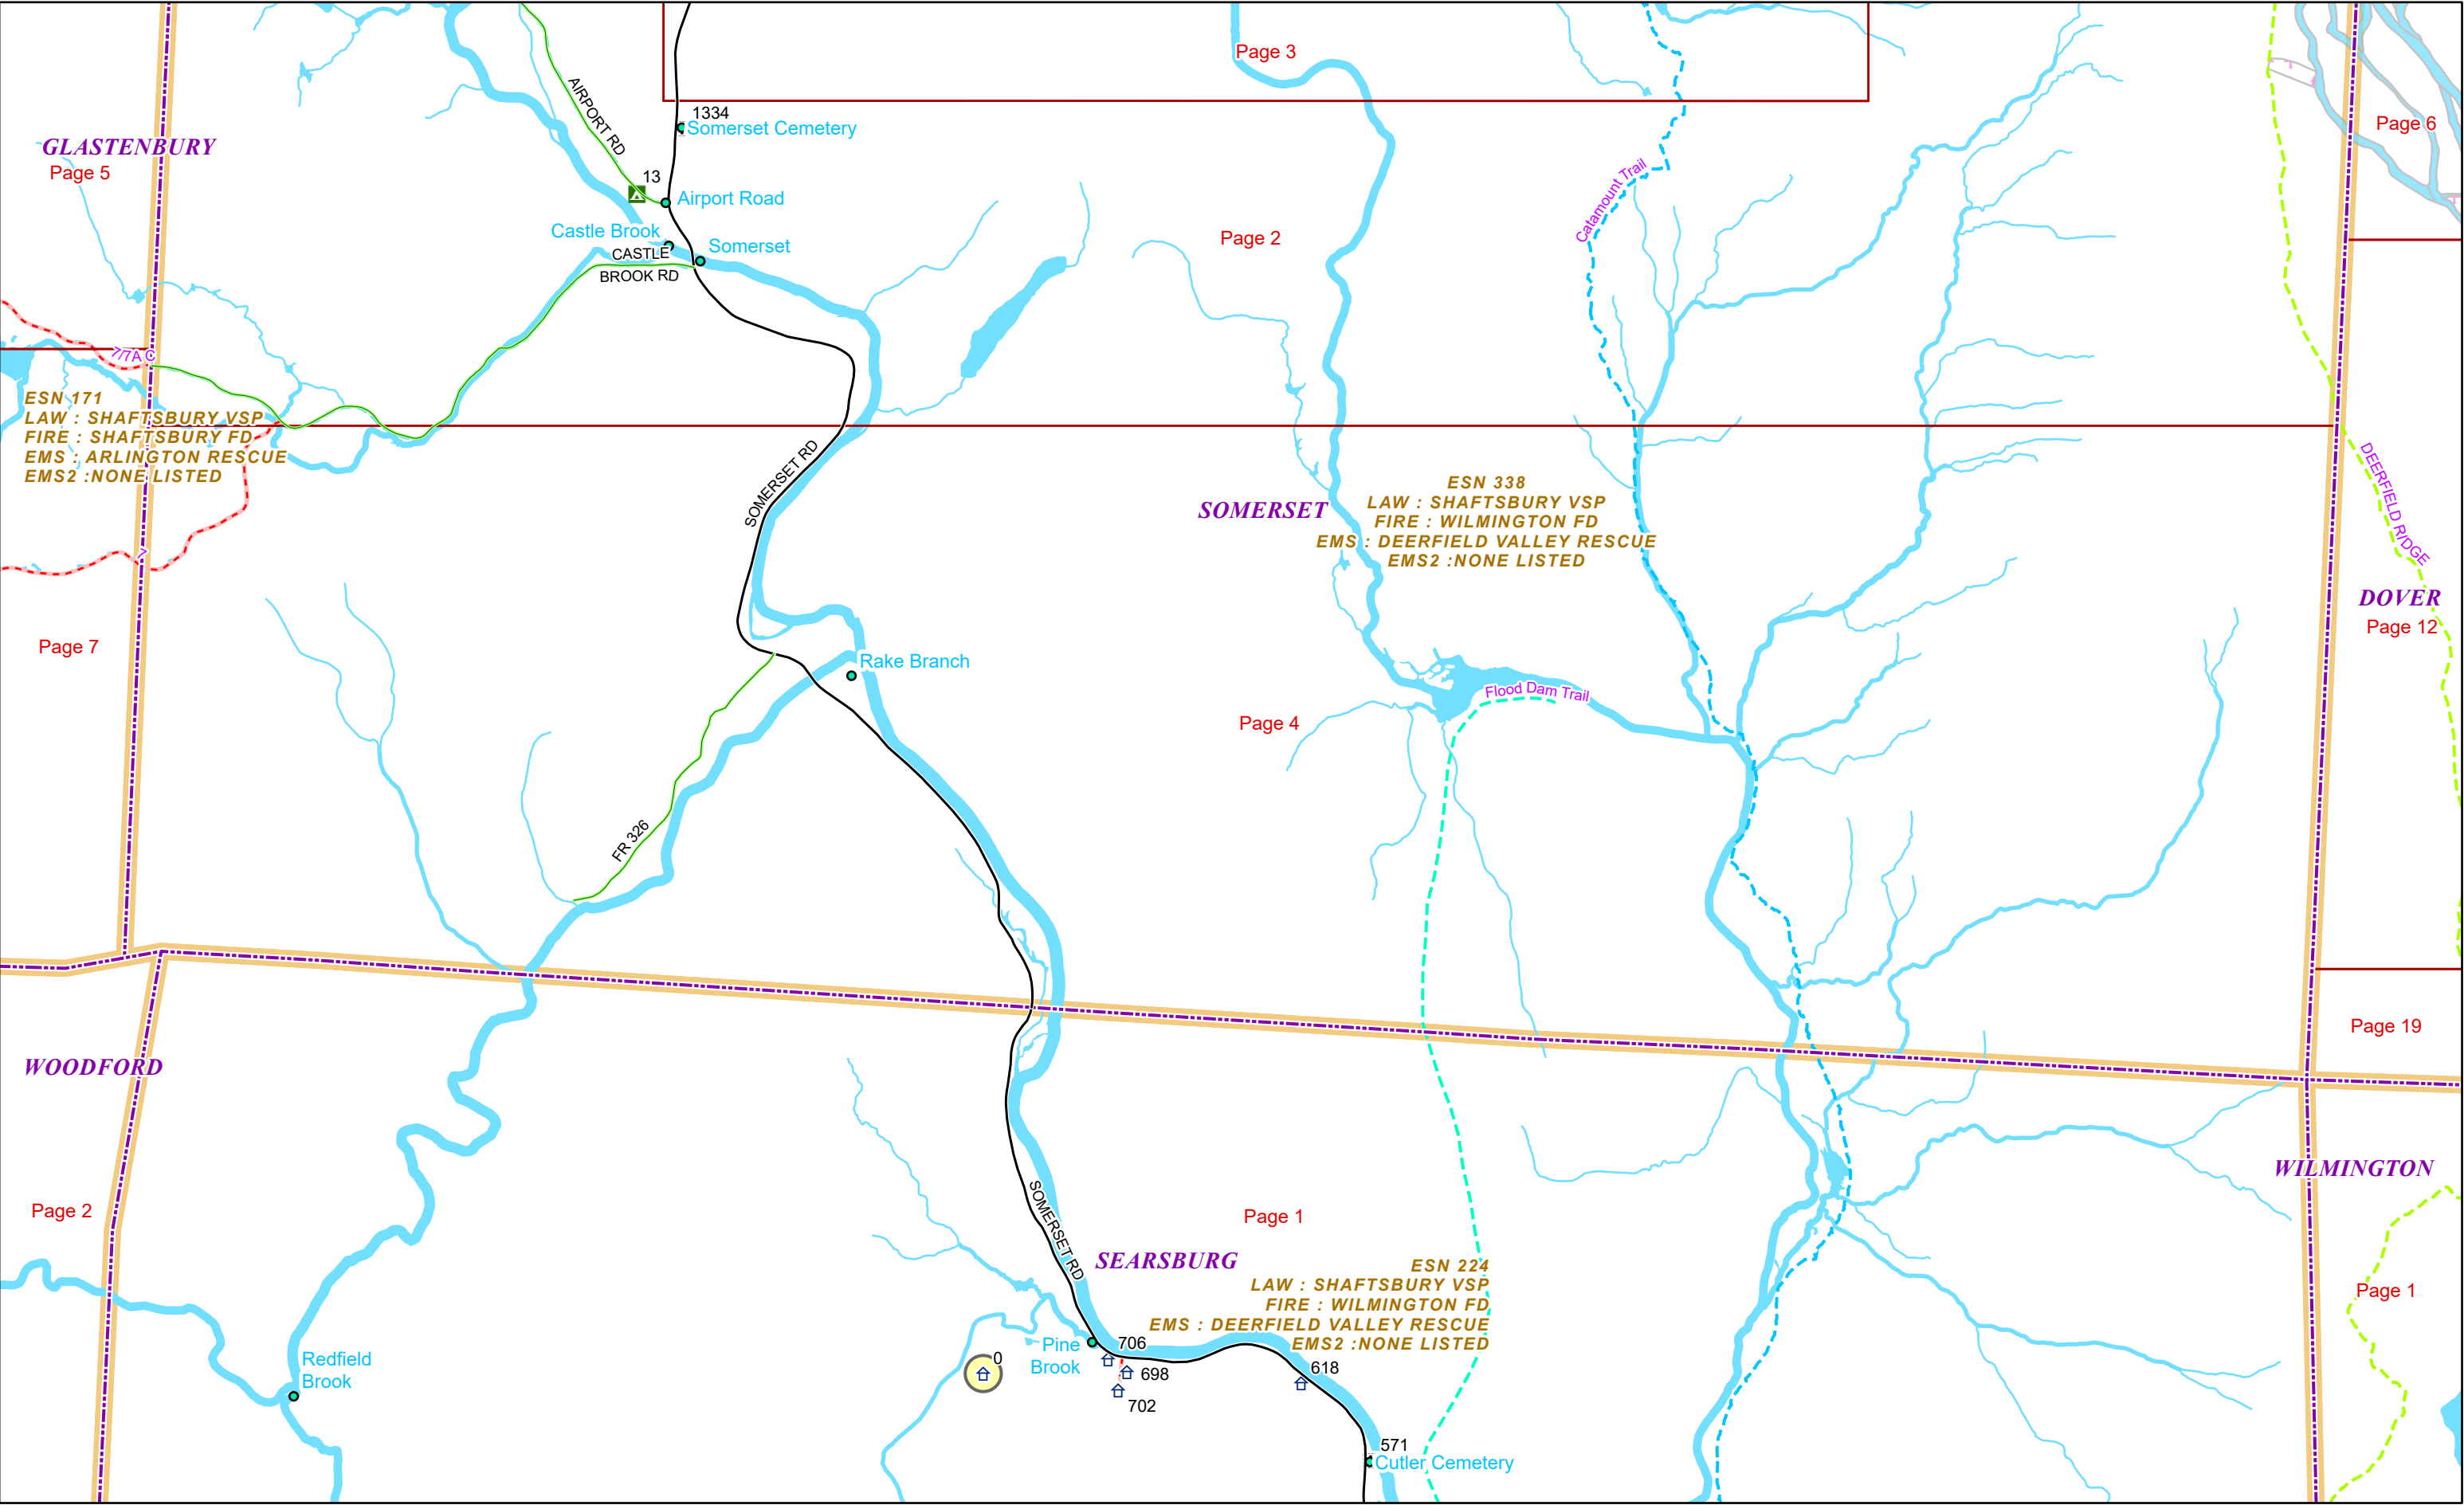 Page 3
AIRPORT RD
1334
Somerset Cemetery
Page 6
GLASTENBURY
Page 5
13
Airport Road
Catamount Trail
Castle Brook
Somerset
CASTLE
BROOK RD
Page 2
7/7A C
ESN 171
LAW : SHAFTSBURY VSP
FIRE : SHAFTSBURY FD
EMS : ARLINGTON RESCUE
EMS2 :NONE LISTED
SOMERSET RD
SOMERSET
ESN 338
LAW : SHAFTSBURY VSP
FIRE : WILMINGTON FD
EMS : DEERFIELD VALLEY RESCUE
EMS2 :NONE LISTED
DEERFIELD RIDGE
7
DOVER
Page 12
Page 7
Rake Branch
Flood Dam Trail
Page 4
FR 326
Page 19
WOODFORD
WILMINGTON
Page 2
SOMERSET RD
Page 1
SEARSBURG
ESN 224
LAW : SHAFTSBURY VSP
FIRE : WILMINGTON FD
EMS : DEERFIELD VALLEY RESCUE
EMS2 :NONE LISTED
Page 1
Redfield
Brook
0
Pine
Brook
706
698
702
618
571
Cutler Cemetery